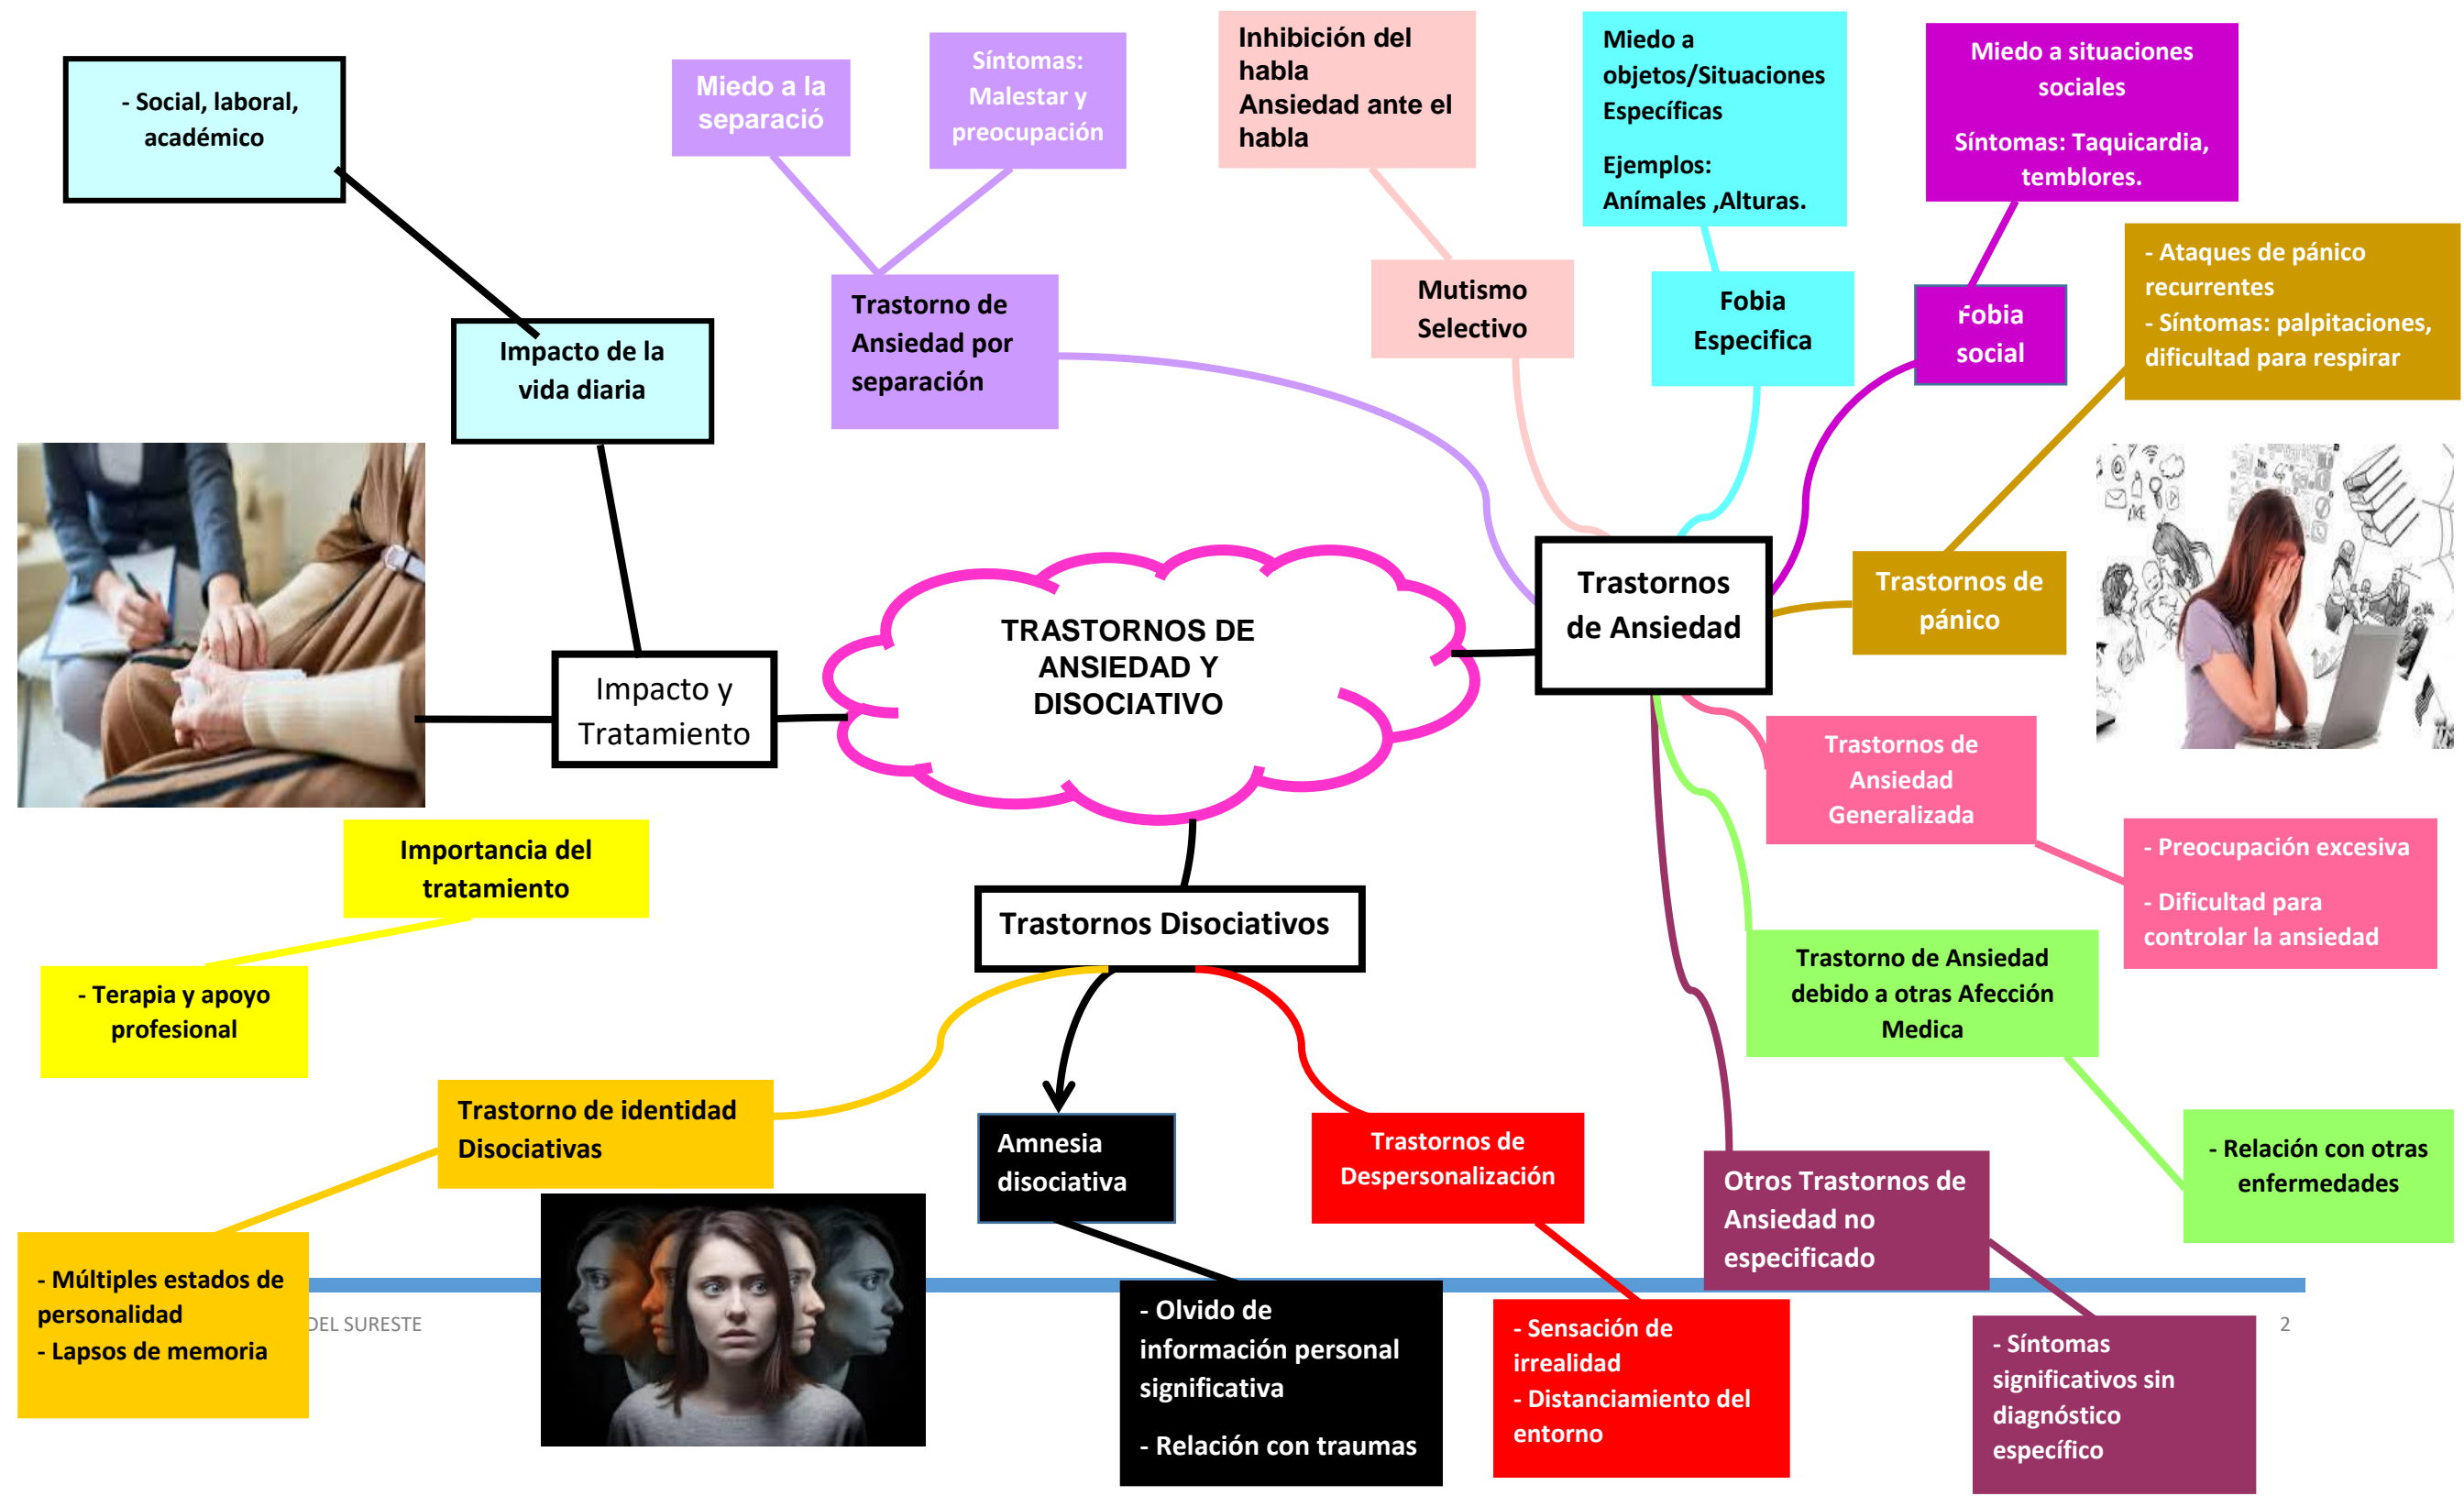 - Social, laboral,
académico
Impacto de la
vida diaria
Impacto y
Tratamiento
Importancia del
tratamiento
- Terapia y apoyo
profesional
TRASTORNOS DE
ANSIEDAD Y
DISOCIATIVO
Miedo a la
separació
Síntomas:
Malestar y
preocupación
Trastorno de
Ansiedad por
separación
Inhibición del
habla
Ansiedad ante el
habla
Mutismo
Selectivo
Miedo a
objetos/Situaciones
Específicas
Ejemplos:
Anímales ,Alturas.
Fobia
Especifica
Miedo a situaciones
sociales
Síntomas: Taquicardia,
temblores.
Fobia
social
- Ataques de pánico
recurrentes
- Síntomas: palpitaciones,
dificultad para respirar
Trastornos de
pánico
Trastornos
de Ansiedad
LIKE
Trastornos de
Ansiedad
Generalizada
- Preocupación excesiva
- Dificultad para
controlar la ansiedad
Trastorno de Ansiedad
debido a otras Afección
Medica
- Relación con otras
enfermedades
Otros Trastornos de
Ansiedad no
especificado
- Síntomas
significativos sin
diagnóstico
específico
Trastornos Disociativos
Trastorno de identidad
Disociativas
- Múltiples estados de
personalidad
- Lapsos de memoria
Amnesia
disociativa
- Olvido de
información personal
significativa
- Relación con traumas
Trastornos de
Despersonalización
- Sensación de
irrealidad
- Distanciamiento del
entorno
DEL SURESTE
2